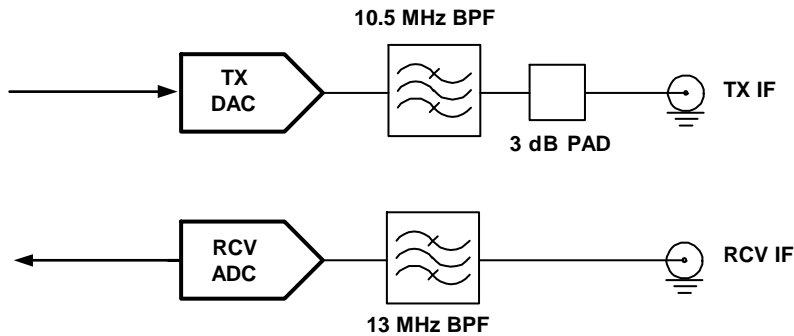 10.5 MHz BPF
TX
DAC
TX IF
3 dB PAD
RCV
ADC
RCV IF
13 MHz BPF